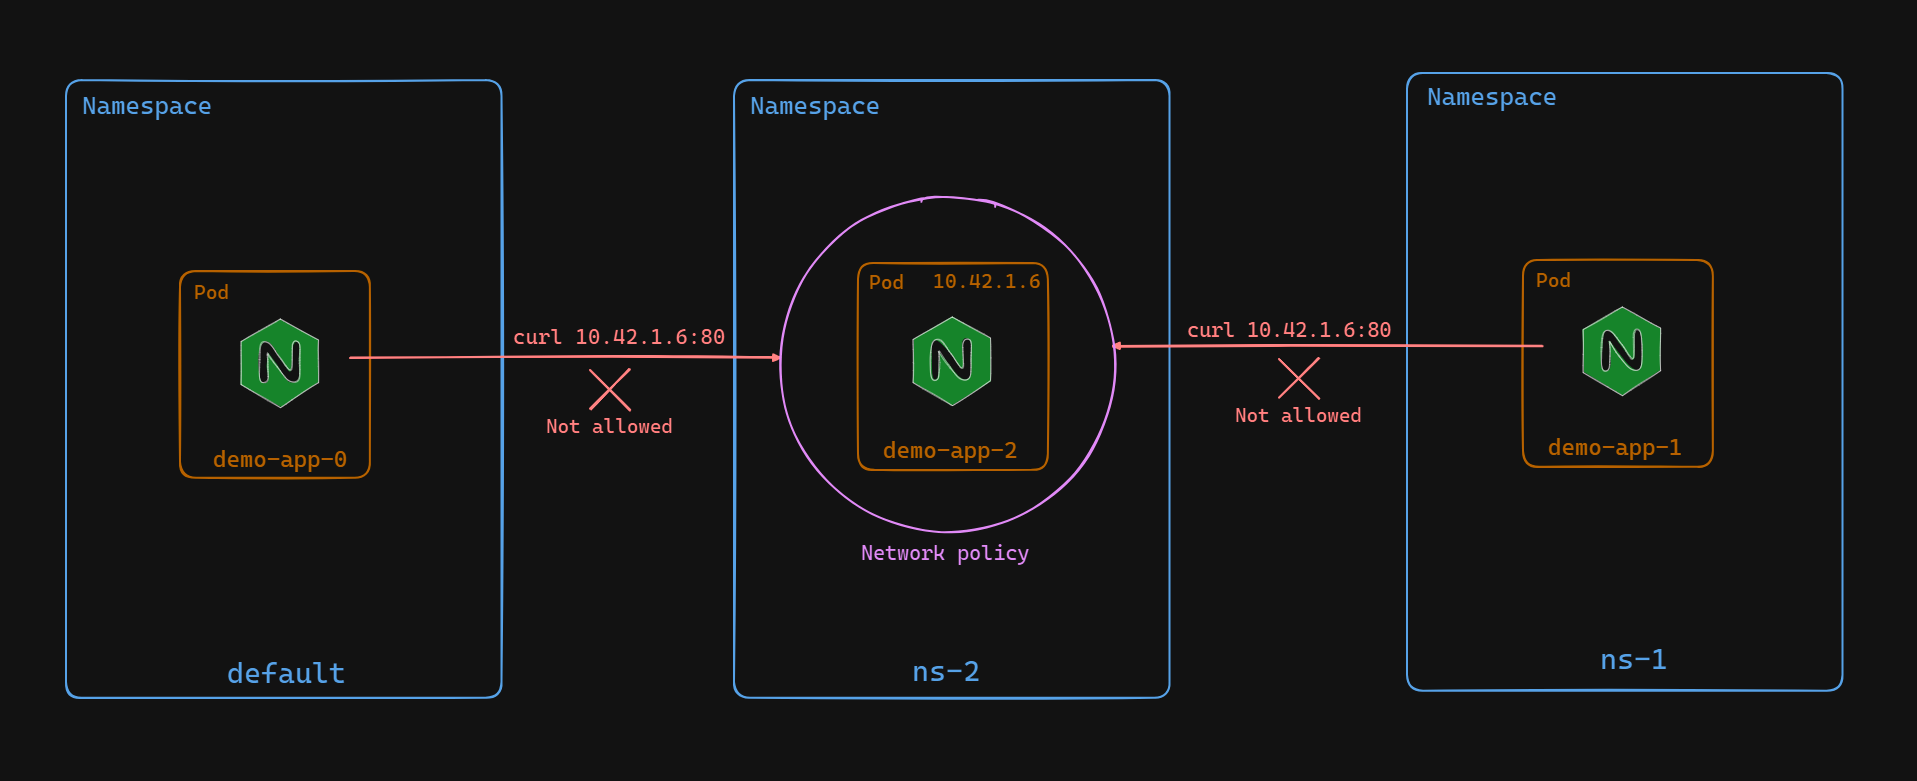 Namespace
Pod
N
demo-app-0
default
curl 10.42.1.6:80
Not allowed
Namespace
Pod 10.42.1.6
N
demo-app-2
Network policy
ns-2
curl 10.42.1.6:80
Not allowed
Namespace
Pod
N
demo-app-1
ns-1